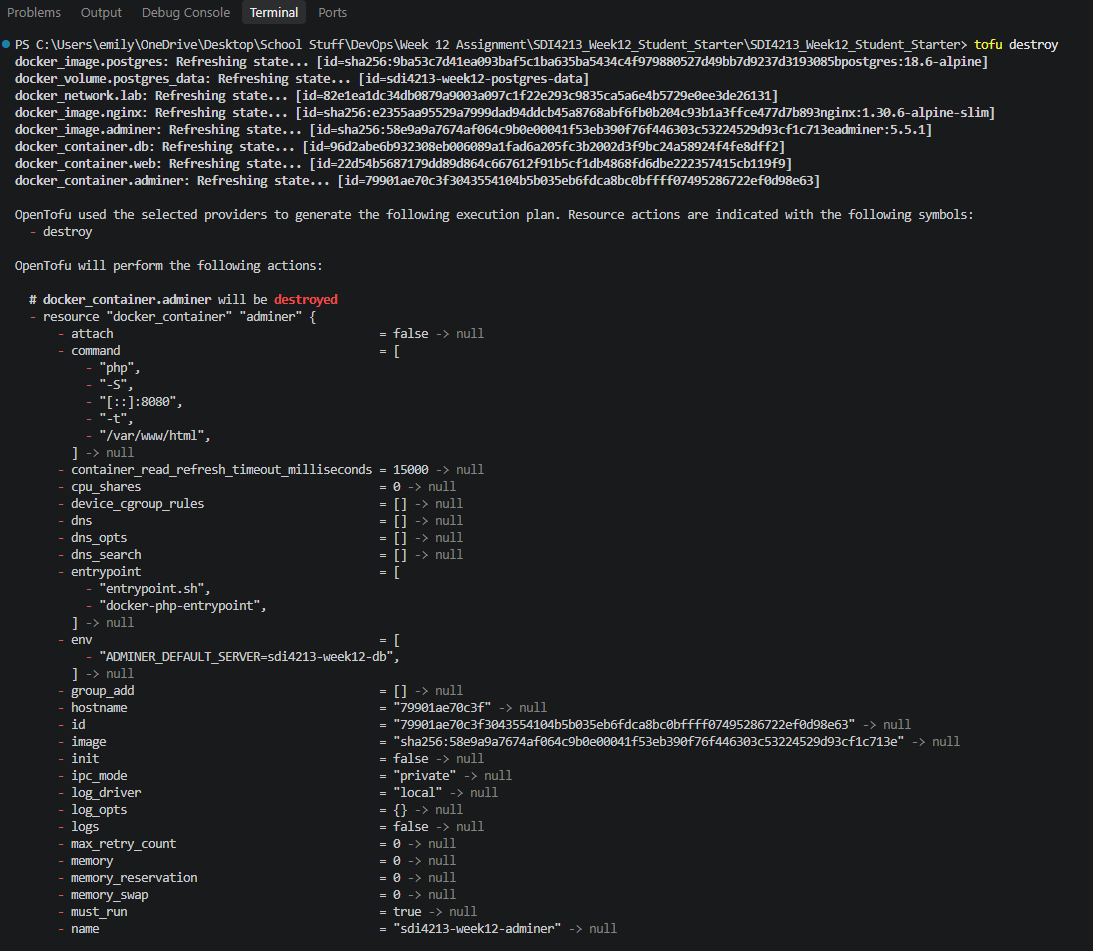 Problems Output Debug Console Terminal Ports
PS C:\Users\emily\OneDrive\Desktop\School Stuff\DevOps\Week 12 Assignment\SDI4213_Week12_Student_Starter\SDI4213_Week12_Student_Starter> tofu destroy
docker_image.postgres: Refreshing state... [id=sha256:9ba53c7d41ea093baf5c1ba635ba5434c4f979880527d49bb7d9237d3193085bpostgres:18.6-alpine]
docker_volume.postgres_data: Refreshing state... [id=sdi4213-week12-postgres-data]
docker_network.lab: Refreshing state... [id=82e1ea1dc34db0879a9003a097c1f22e293c9835ca5a6e4b5729e0ee3de26131]
docker_image.nginx: Refreshing state... [id=sha256:e2355aa95529a7999dad94ddcb45a8768abf6fb0b204c93b1a3ffce477d7b893nginx:1.30.6-alpine-slim]
docker_image.adminer: Refreshing state... [id=sha256:58e9a9a7674af064c9b0e00041f53eb390f76f446303c53224529d93cf1c713eadminer:5.5.1]
docker_container.db: Refreshing state... [id=96d2abe6b932308eb006089a1fad6a205fc3b2002d3f9bc24a58924f4fe8dff2]
docker_container.web: Refreshing state... [id=22d54b5687179dd89d864c667612f91b5cf1db4868fd6dbe222357415cb119f9]
docker_container.adminer: Refreshing state... [id=79901ae70c3f3043554104b5b035eb6fdca8bc0bffff07495286722ef0d98e63]
OpenTofu used the selected providers to generate the following execution plan. Resource actions are indicated with the following symbols:
- destroy
OpenTofu will perform the following actions:
# docker_container.adminer will be destroyed
- resource "docker_container" "adminer" {
- attach = false -> null
- command = [
- "php",
- "-S",
- "[::]:8080",
- "-t",
- "/var/www/html",
] -> null
- container_read_refresh_timeout_milliseconds = 15000 -> null
- cpu_shares = 0 -> null
- device_cgroup_rules = [] -> null
- dns = [] -> null
- dns_opts = [] -> null
- dns_search = [] -> null
- entrypoint = [
- "entrypoint.sh",
- "docker-php-entrypoint",
] -> null
- env = [
- "ADMINER_DEFAULT_SERVER=sdi4213-week12-db",
] -> null
- group_add = [] -> null
- hostname = "79901ae70c3f" -> null
- id = "79901ae70c3f3043554104b5b035eb6fdca8bc0bffff07495286722ef0d98e63" -> null
- image = "sha256:58e9a9a7674af064c9b0e00041f53eb390f76f446303c53224529d93cf1c713e" -> null
- init = false -> null
- ipc_mode = "private" -> null
- log_driver = "local" -> null
- log_opts = {} -> null
- logs = false -> null
- max_retry_count = 0 -> null
- memory = 0 -> null
- memory_reservation = 0 -> null
- memory_swap = 0 -> null
- must_run = true -> null
- name = "sdi4213-week12-adminer" -> null